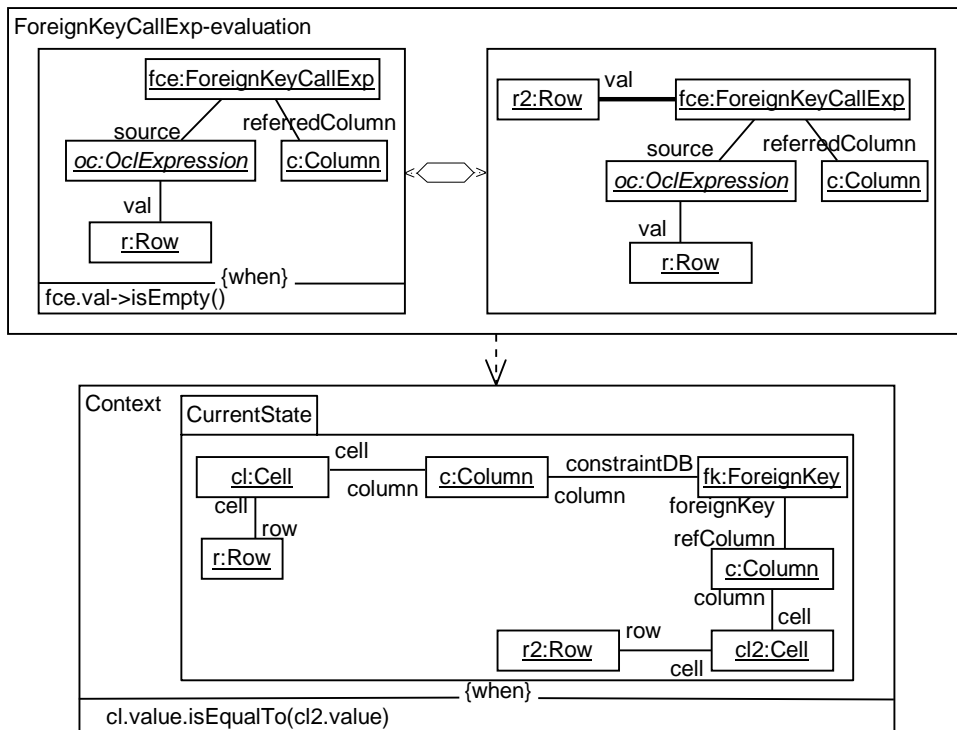 ForeignKeyCallExp-evaluation
fce:ForeignKeyCallExp
source
referredColumn
oc:OclExpression
c:Column
val
r:Row
{when}
fce.val->isEmpty()
r2:Row
val
fce:ForeignKeyCallExp
source
referredColumn
oc:OclExpression
c:Column
val
r:Row
Context
CurrentState
cl:Cell
cell
column
c:Column
constraintDB
column
fk:ForeignKey
cell
row
r:Row
foreignKey
refColumn
c:Column
column
cell
r2:Row
row
cell
cl2:Cell
{when}
cl.value.isEqualTo(cl2.value)